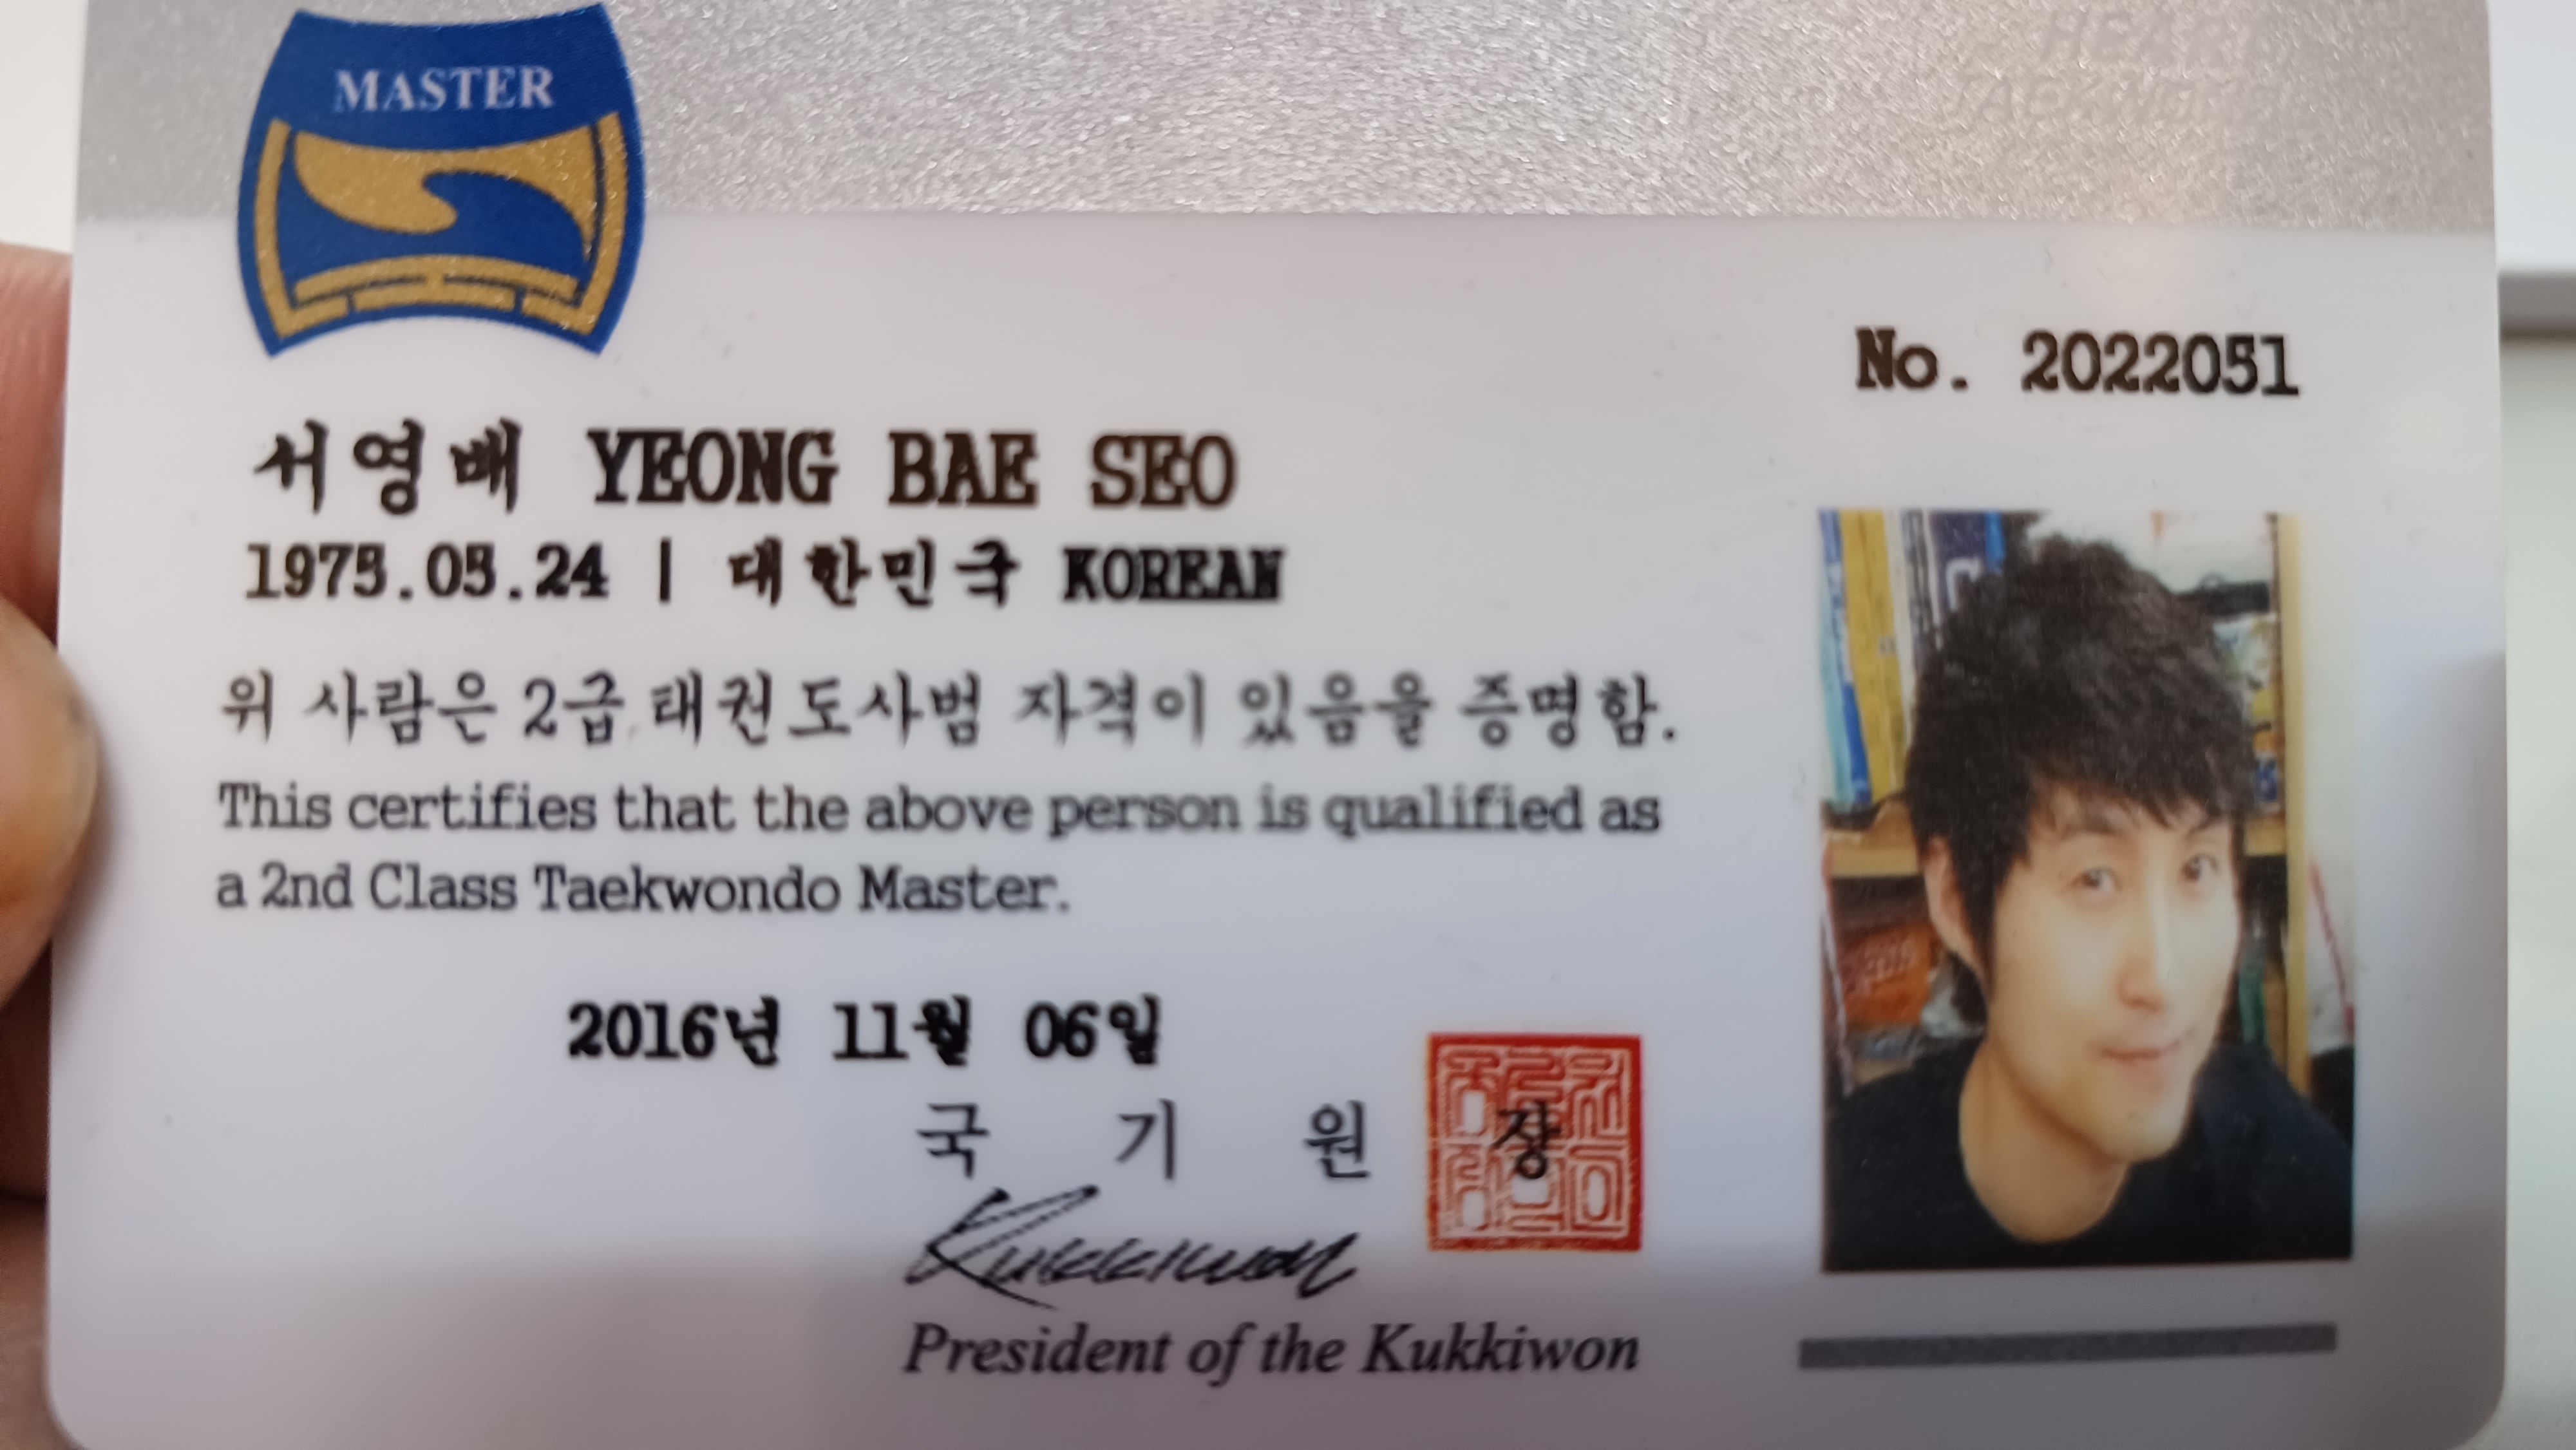 HEART
MASTER
No. 2022051
서영배 YEONG BAE SEO
1975.05.24 | 대한민국 KOREAN
위 사람은 2급 태권도사범 자격이 있음을 증명함.
This certifies that the above person is qualified as
a 2nd Class Taekwondo Master.
2016년 11월 06일
국 기 원 장
Kukkiwon
President of the Kukkiwon